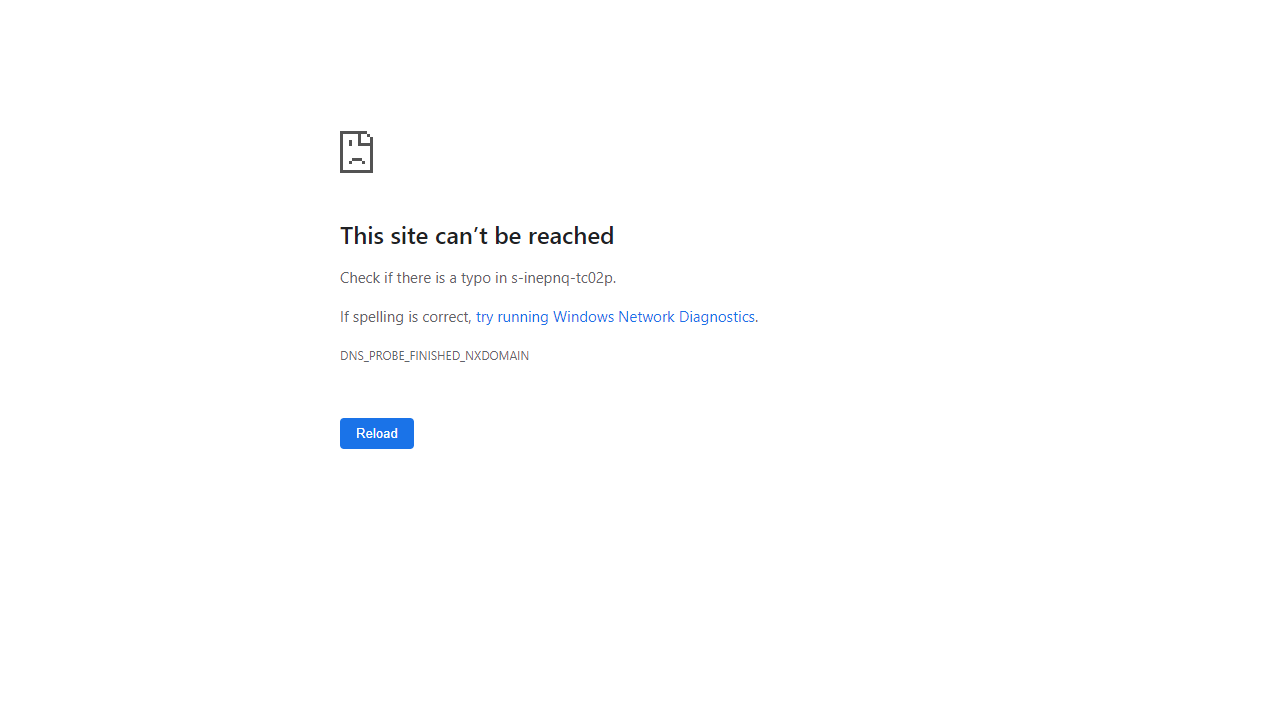 This site can’t be reached
Check if there is a typo in s-inepnq-tc02p.
If spelling is correct, try running Windows Network Diagnostics.
DNS_PROBE_FINISHED_NXDOMAIN
Reload